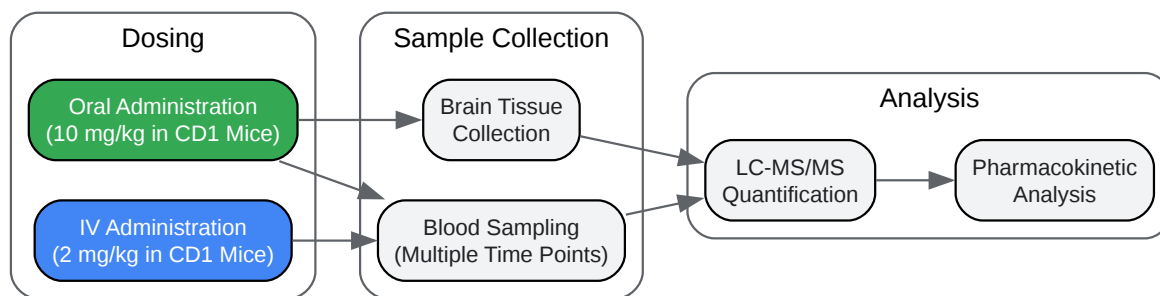 Dosing
Oral Administration
(10 mg/kg in CD1 Mice)
IV Administration
(2 mg/kg in CD1 Mice)
Sample Collection
Brain Tissue
Collection
Blood Sampling
(Multiple Time Points)
Analysis
LC-MS/MS
Quantification
Pharmacokinetic
Analysis